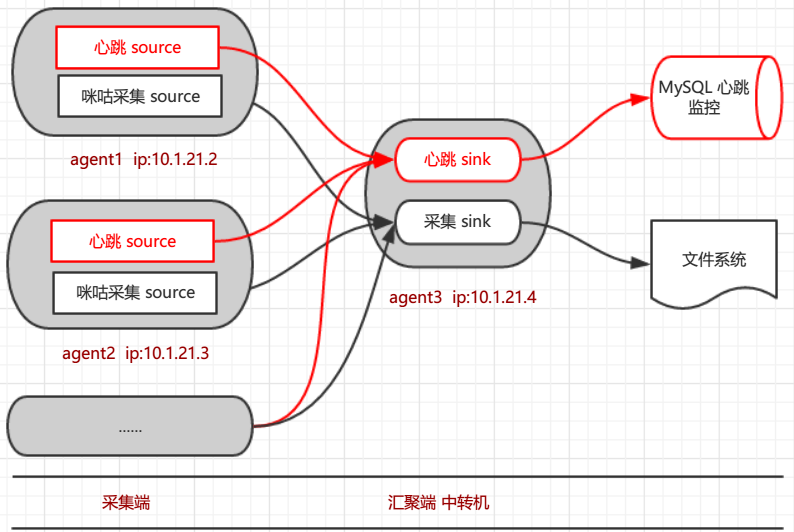 心跳 source
咪咕采集 source
agent1 ip:10.1.21.2
心跳 source
咪咕采集 source
agent2 ip:10.1.21.3
......
心跳 sink
采集 sink
agent3 ip:10.1.21.4
MySQL 心跳
监控
文件系统
采集端
汇聚端 中转机